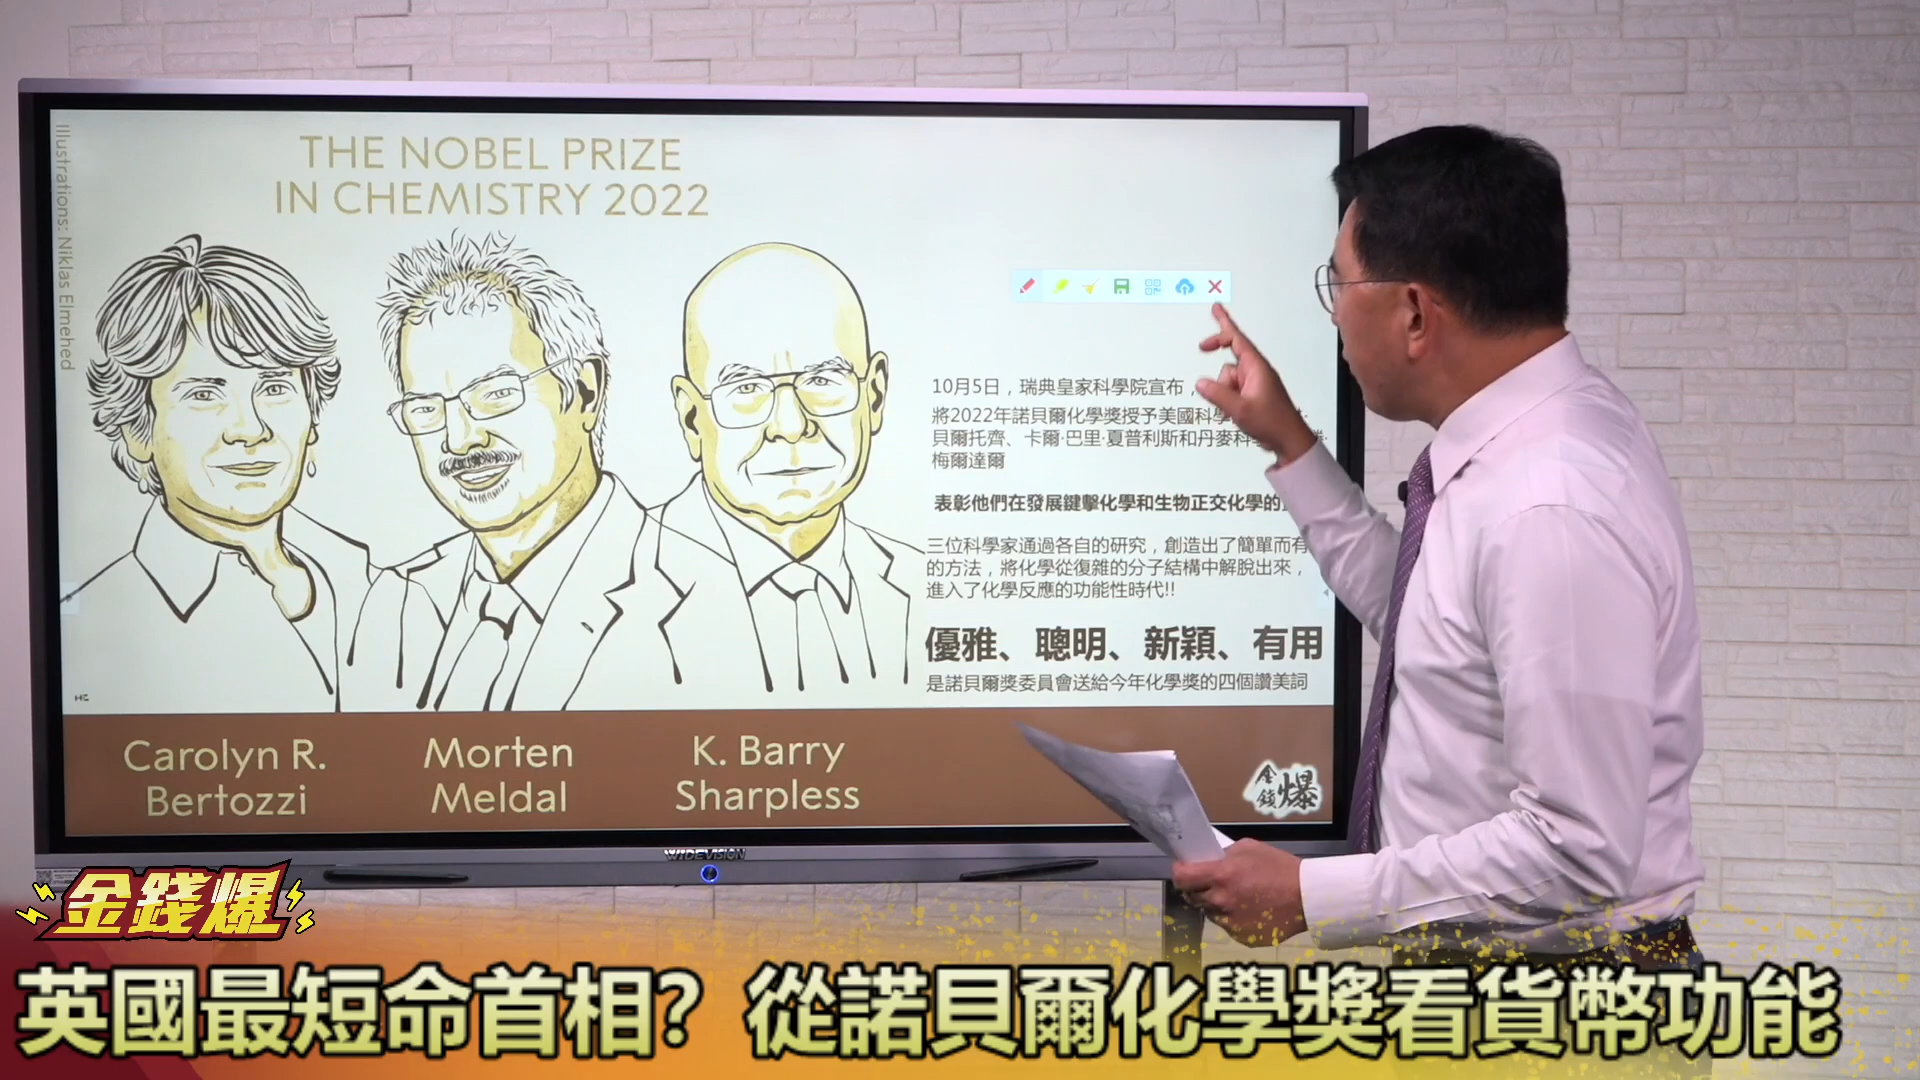 THE NOBEL PRIZE
IN CHEMISTRY 2022
Illustrations: Niklas Elmehed
10月5日，瑞典皇家科學院宣布，
將2022年諾貝爾化學獎授予美國科學
貝爾托齊、卡爾·巴里·夏普利斯和丹麥科
梅爾達爾
表彰他們在發展鍵擊化學和生物正交化學的
三位科學家通過各自的研究，創造出了簡單而有
的方法，將化學從復雜的分子結構中解脫出來，
進入了化學反應的功能性時代!!
優雅、聰明、新穎、有用
是諾貝爾獎委員會送給今年化學獎的四個讚美詞
Carolyn R.
Bertozzi
Morten
Meldal
K. Barry
Sharpless
金錢爆
WIDEVISION
金錢爆
英國最短命首相? 從諾貝爾化學獎看貨幣功能